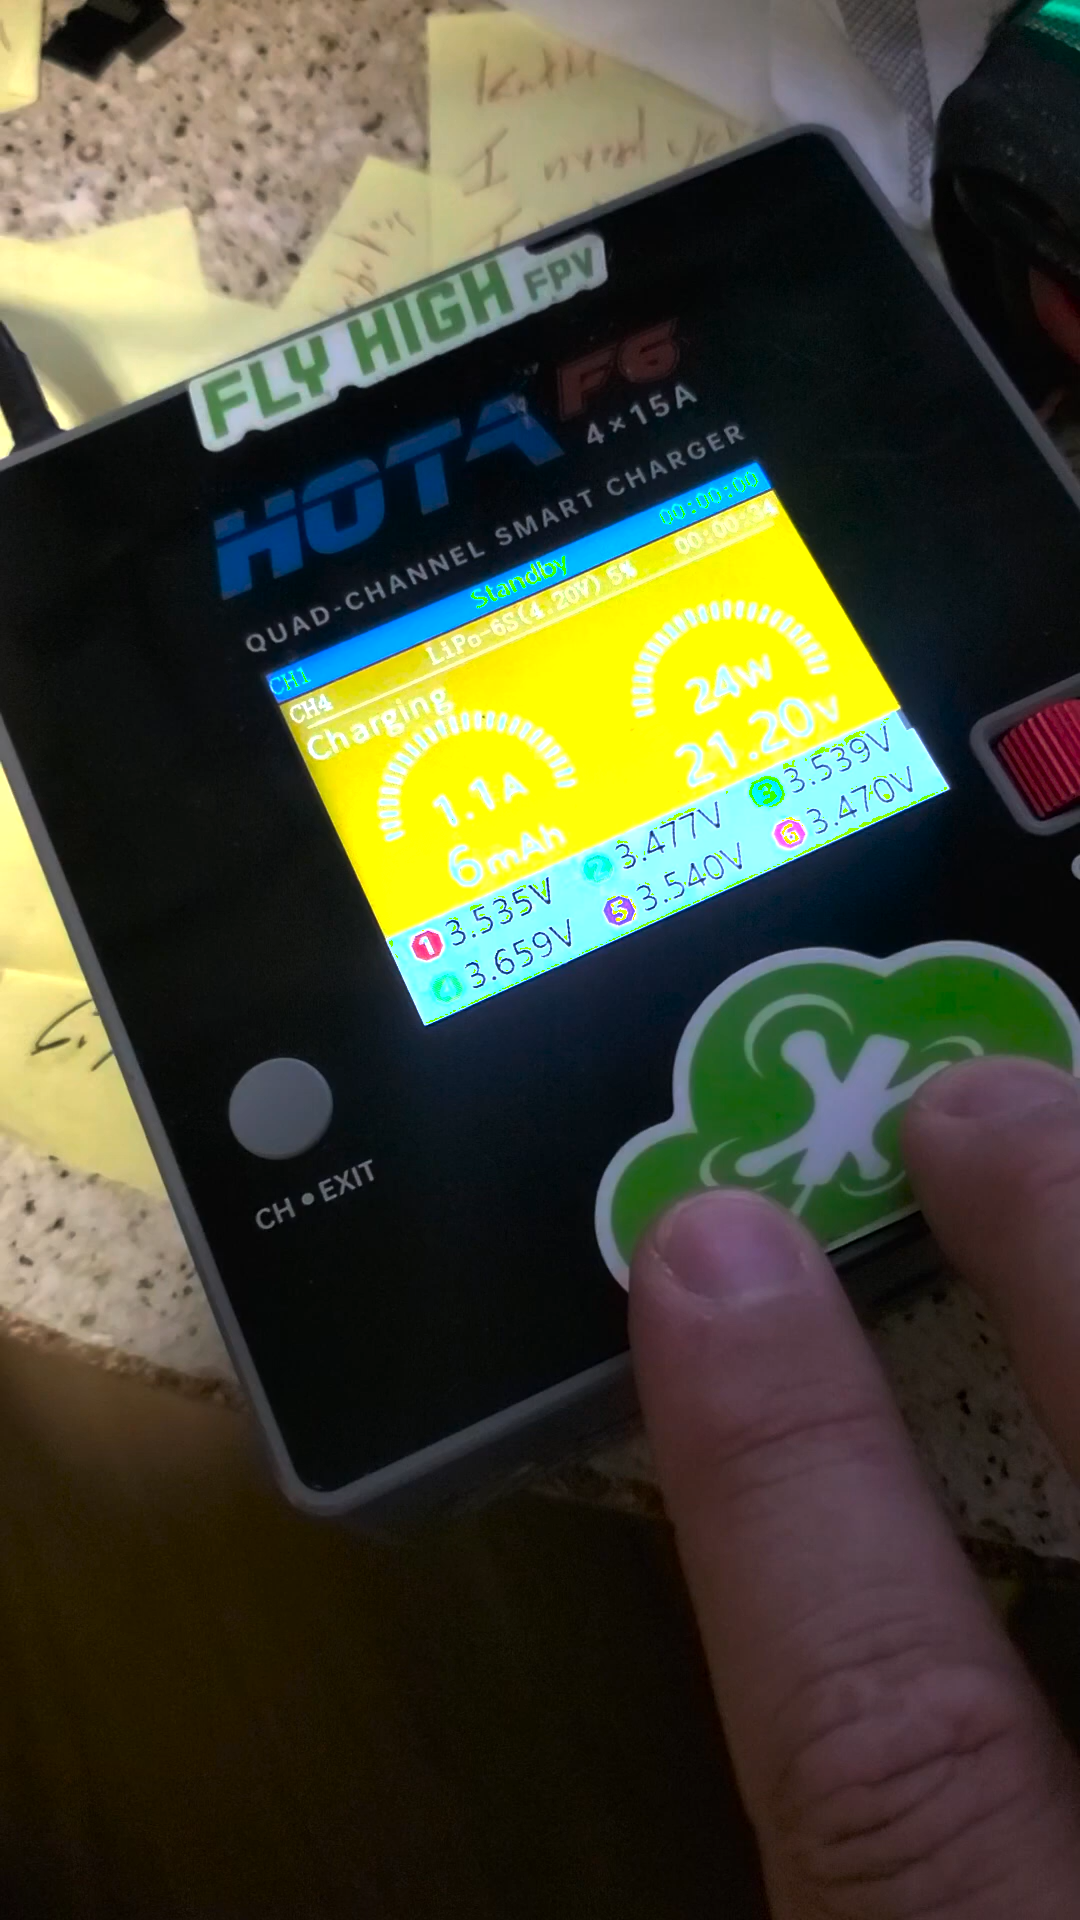 I need
FLY HIGH FPV
HOTA F6
4×15A
QUAD-CHANNEL SMART CHARGER
CH1 Standby 00:00:00
CH4 LiPo-6S(4.20V) 5% 00:00:24
Charging
1.1A 24W
6mAh 21.20V
1 3.535V 2 3.477V 3 3.539V
4 3.659V 5 3.540V 6 3.470V
CH • EXIT